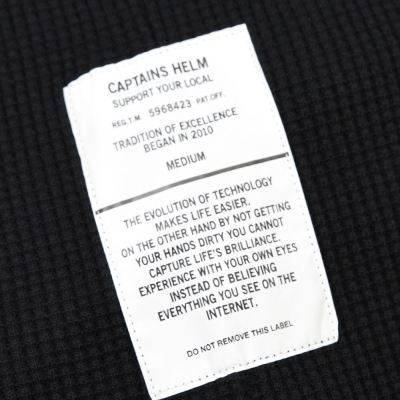 CAPTAINS HELM
SUPPORT YOUR LOCAL
REG.T.M. 5968423 PAT.OFF.
TRADITION OF EXCELLENCE
BEGAN IN 2010
MEDIUM
THE EVOLUTION OF TECHNOLOGY
MAKES LIFE EASIER.
ON THE OTHER HAND BY NOT GETTING
YOUR HANDS DIRTY YOU CANNOT
CAPTURE LIFE'S BRILLIANCE.
EXPERIENCE WITH YOUR OWN EYES
INSTEAD OF BELIEVING
EVERYTHING YOU SEE ON THE
INTERNET.
DO NOT REMOVE THIS LABEL